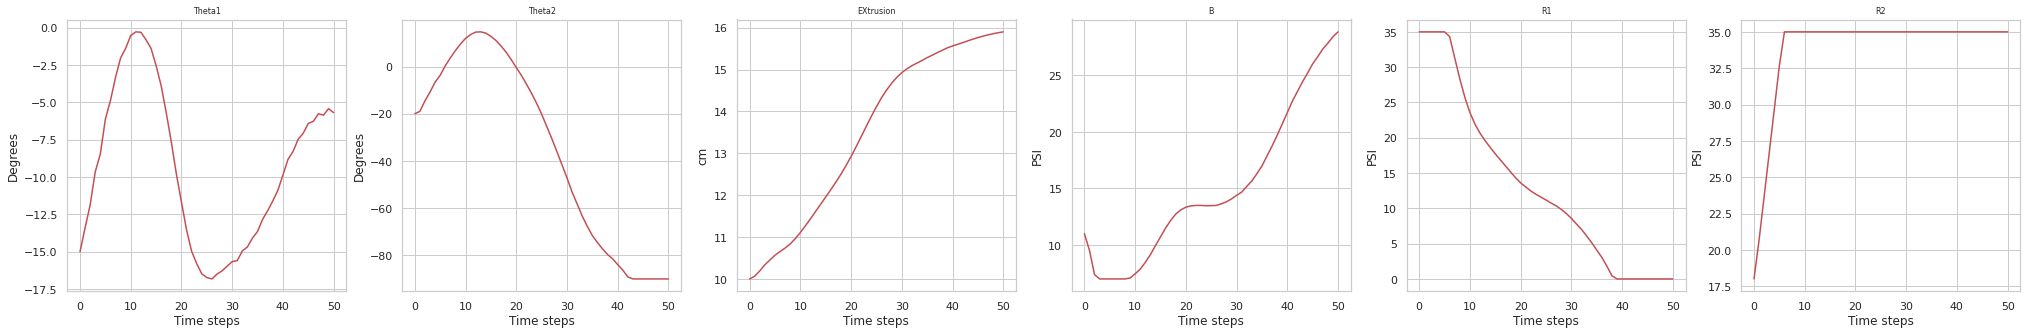 Theta1
Degrees
0.0
−2.5
−5.0
−7.5
−10.0
−12.5
−15.0
−17.5
0 10 20 30 40 50
Time steps
Theta2
Degrees
0
−20
−40
−60
−80
0 10 20 30 40 50
Time steps
EXtrusion
cm
16
15
14
13
12
11
10
0 10 20 30 40 50
Time steps
B
PSI
25
20
15
10
0 10 20 30 40 50
Time steps
R1
PSI
35
30
25
20
15
10
5
0
0 10 20 30 40 50
Time steps
R2
PSI
35.0
32.5
30.0
27.5
25.0
22.5
20.0
17.5
0 10 20 30 40 50
Time steps